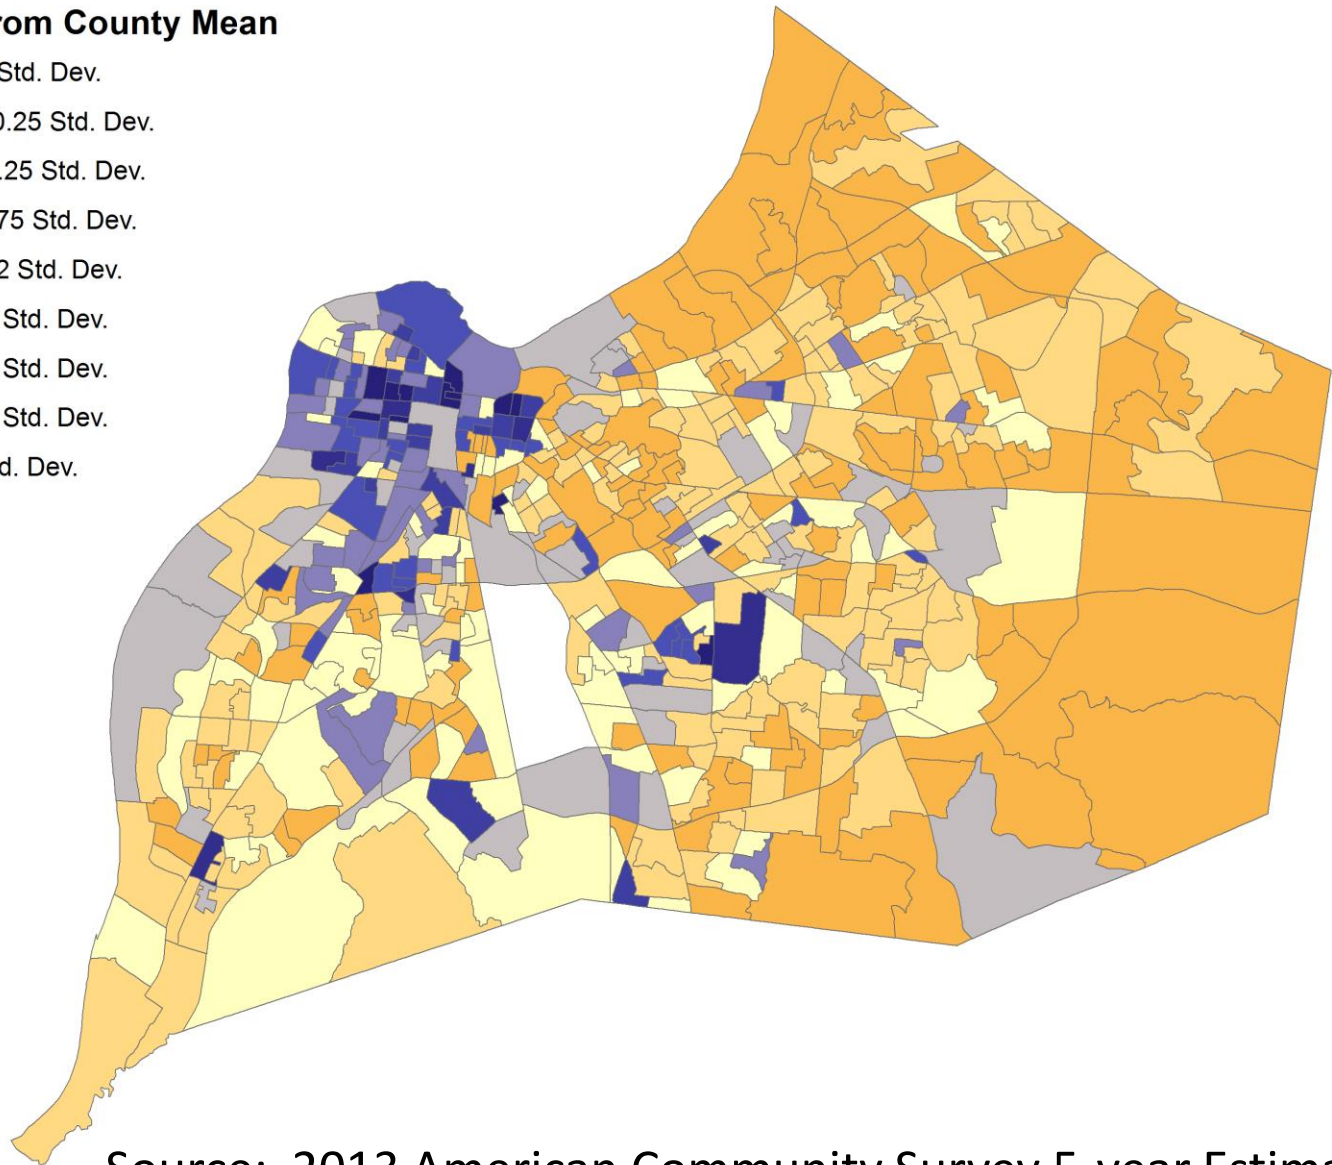 rom County Mean
Std. Dev.
0.25 Std. Dev.
.25 Std. Dev.
75 Std. Dev.
2 Std. Dev.
Std. Dev.
Std. Dev.
Std. Dev.
d. Dev.
Source: 2013 American Community Survey 5-year Estima